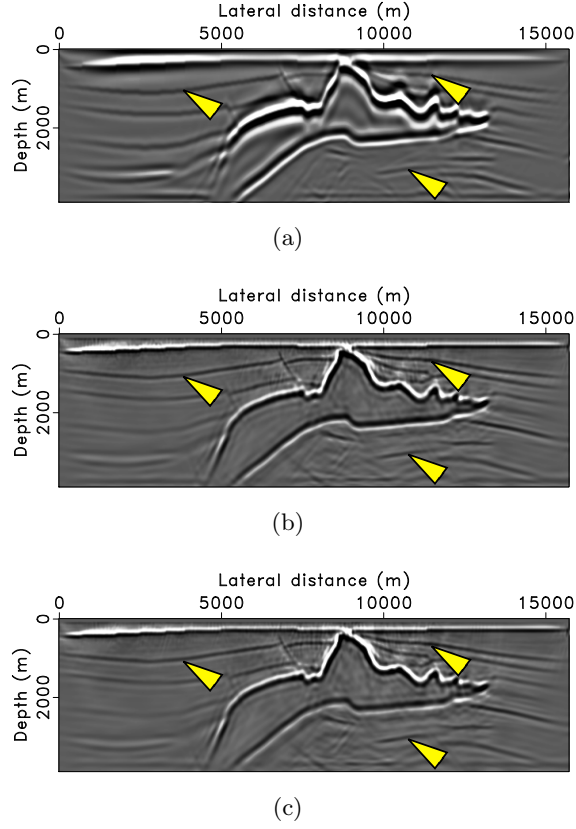 Lateral distance (m)
0 5000 10000 15000
0
2000
Depth (m)
(a)
Lateral distance (m)
0 5000 10000 15000
0
2000
Depth (m)
(b)
Lateral distance (m)
0 5000 10000 15000
0
2000
Depth (m)
(c)